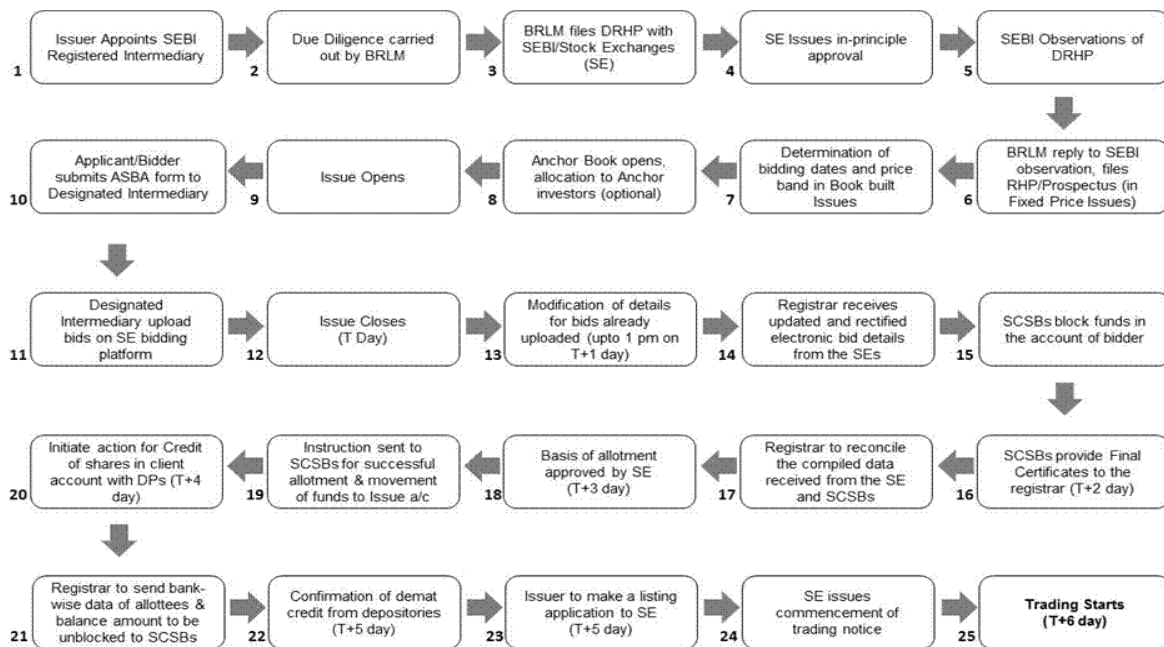 1
Issuer Appoints SEBI
Registered Intermediary
2
Due Diligence carried
out by BRLM
3
BRLM files DRHP with
SEBI/Stock Exchanges
(SE)
4
SE Issues in-principle
approval
5
SEBI Observations of
DRHP
6
BRLM reply to SEBI
observation, files
RHP/Prospectus (in
Fixed Price Issues)
7
Determination of
bidding dates and price
band in Book built
Issues
8
Anchor Book opens,
allocation to Anchor
investors (optional)
9
Issue Opens
10
Applicant/Bidder
submits ASBA form to
Designated Intermediary
11
Designated
Intermediary upload
bids on SE bidding
platform
12
Issue Closes
(T Day)
13
Modification of details
for bids already
uploaded (upto 1 pm on
T+1 day)
14
Registrar receives
updated and rectified
electronic bid details
from the SEs
15
SCSBs block funds in
the account of bidder
16
SCSBs provide Final
Certificates to the
registrar (T+2 day)
17
Registrar to reconcile
the compiled data
received from the SE
and SCSBs
18
Basis of allotment
approved by SE
(T+3 day)
19
Instruction sent to
SCSBs for successful
allotment & movement
of funds to Issue a/c
20
Initiate action for Credit
of shares in client
account with DPs (T+4
day)
21
Registrar to send bank-
wise data of allottees &
balance amount to be
unblocked to SCSBs
22
Confirmation of demat
credit from depositories
(T+5 day)
23
Issuer to make a listing
application to SE
(T+5 day)
24
SE issues
commencement of
trading notice
25
Trading Starts
(T+6 day)